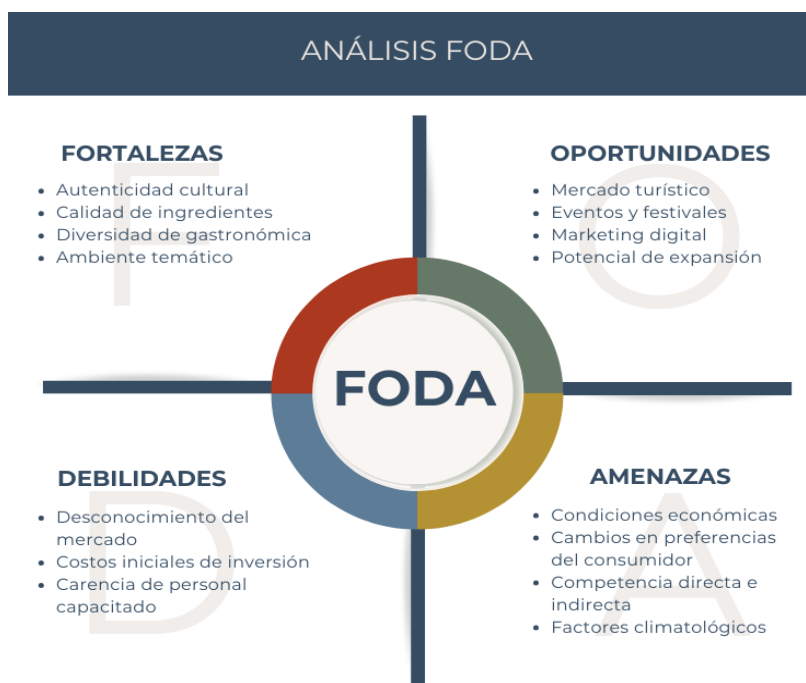 ANÁLISIS FODA
FORTALEZAS
• Autenticidad cultural
• Calidad de ingredientes
• Diversidad de gastronómica
• Ambiente temático
F
OPORTUNIDADES
• Mercado turístico
• Eventos y festivales
• Marketing digital
• Potencial de expansión
O
FODA
DEBILIDADES
• Desconocimiento del
mercado
• Costos iniciales de inversión
• Carencia de personal
capacitado
D
AMENAZAS
• Condiciones económicas
• Cambios en preferencias
del consumidor
• Competencia directa e
indirecta
• Factores climatológicos
A